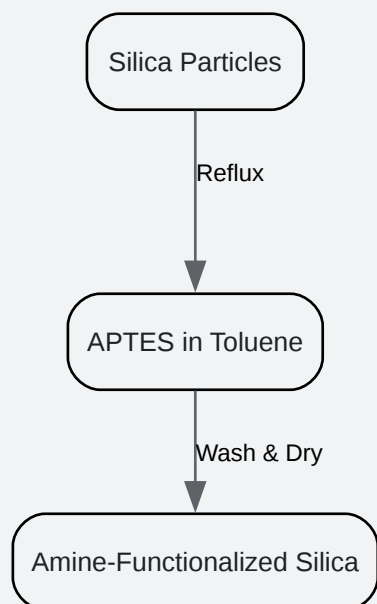 Silica Particles
Reflux
APTES in Toluene
Wash & Dry
Amine-Functionalized Silica